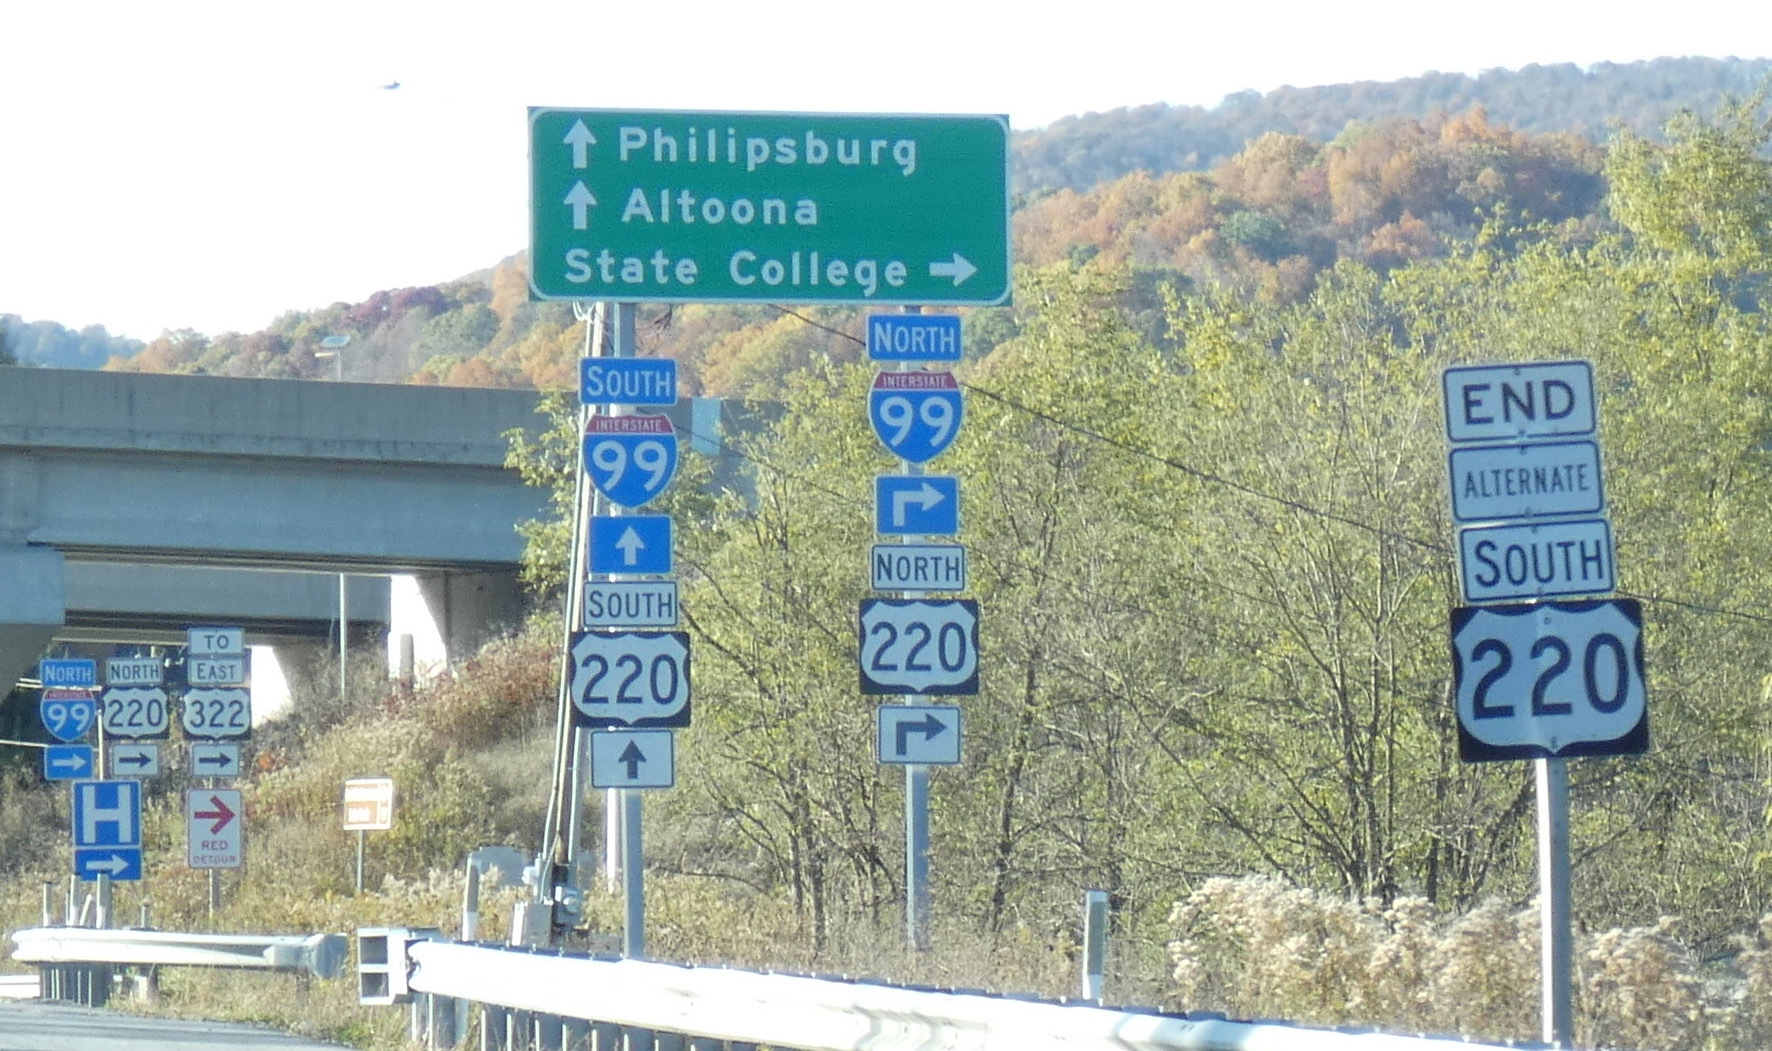 Philipsburg
Altoona
State College
SOUTH
INTERSTATE
99
SOUTH
220
NORTH
INTERSTATE
99
NORTH
220
END
ALTERNATE
SOUTH
220
NORTH
99
NORTH
220
TO
EAST
322
H
RED
DETOUR